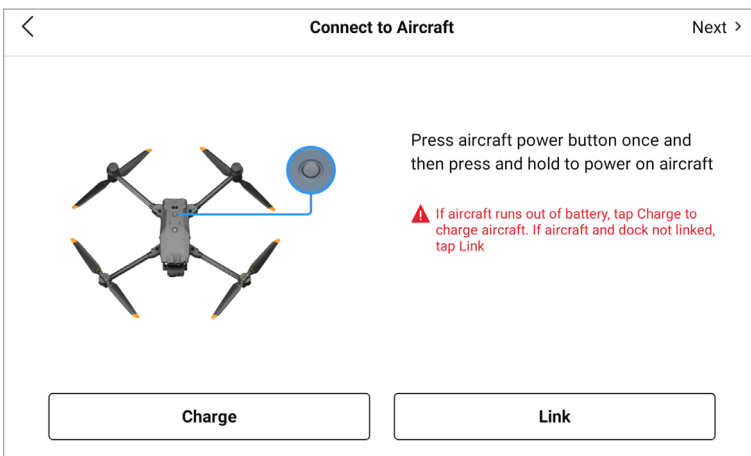 Connect to Aircraft
Next >
Press aircraft power button once and
then press and hold to power on aircraft
If aircraft runs out of battery, tap Charge to
charge aircraft. If aircraft and dock not linked,
tap Link
Charge
Link